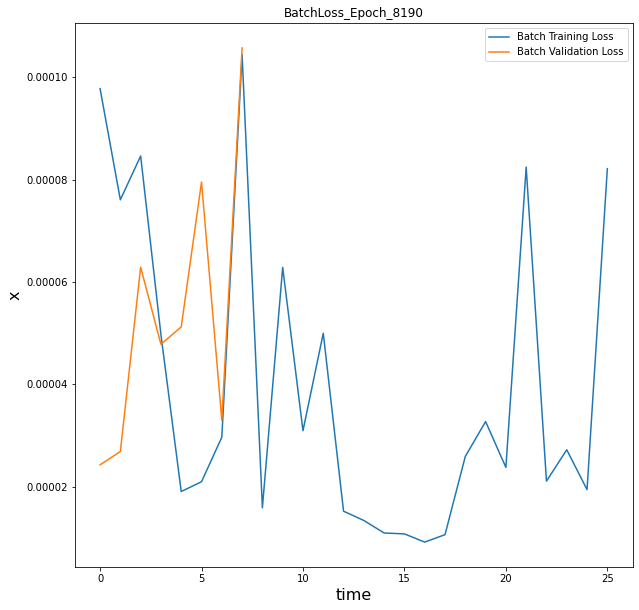 BatchLoss_Epoch_8190
Batch Training Loss
Batch Validation Loss
0.00010
0.00008
0.00006
0.00004
0.00002
x
0 5 10 15 20 25
time